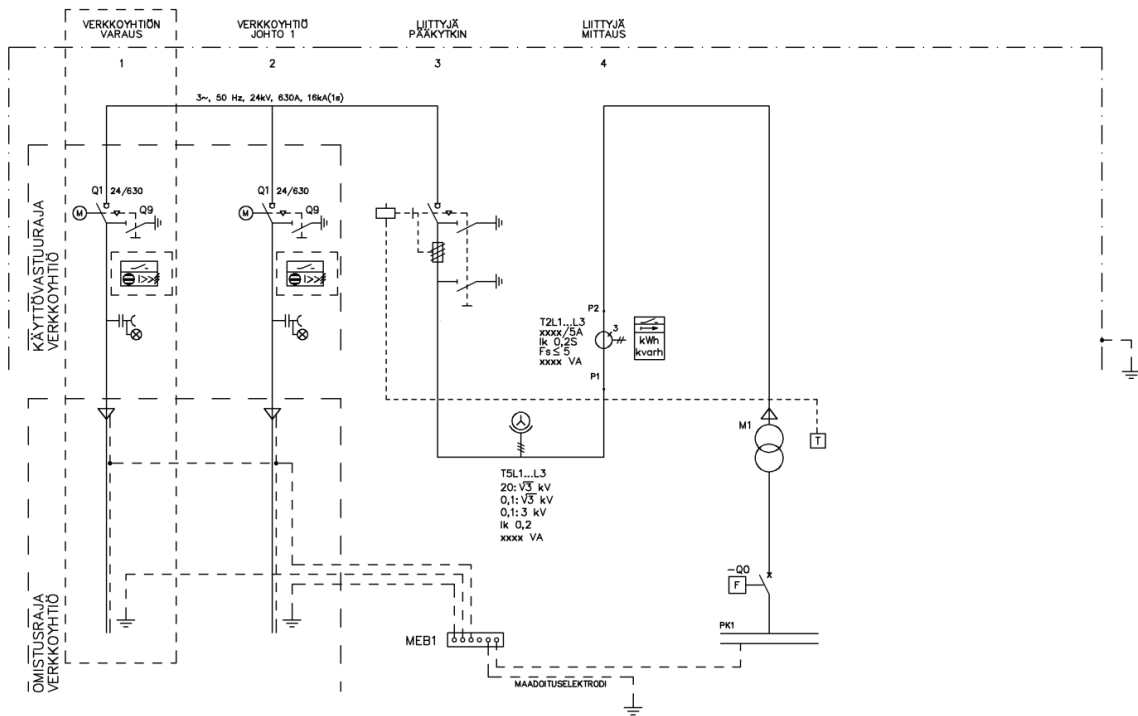 VERKKOYHTIÖN
VARAUS
1
VERKKOYHTIÖ
JOHTO 1
2
LIITTYJÄ
PÄÄKYTKIN
3
LIITTYJÄ
MITTAUS
4
3~, 50 Hz, 24kV, 630A, 16kA(1s)
KÄYTTÖVASTUURAJA
VERKKOYHTIÖ
Q1 24/630
M
Q9
I>>
Q1 24/630
M
Q9
I>>
T2L1...L3
xxxx/5A
Ik 0,2S
Fs≤5
xxxx VA
P2
3
P1
kWh
kvarh
T
M1
T5L1...L3
20:√3 kV
0,1:√3 kV
0,1:3 kV
Ik 0,2
xxxx VA
OMISTUSRAJA
VERKKOYHTIÖ
-Q0
F
PK1
MEB1
MAADOITUSELEKTRODI